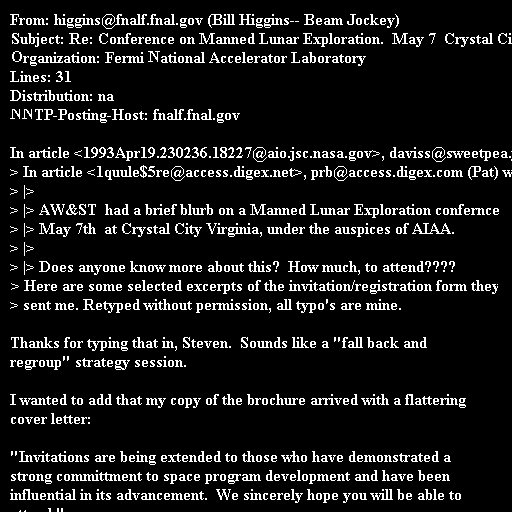 From: higgins@fnalf.fnal.gov (Bill Higgins-- Beam Jockey)
Subject: Re: Conference on Manned Lunar Exploration.  May 7  Crystal
Organization: Fermi National Accelerator Laboratory
Lines: 31
Distribution: na
NNTP-Posting-Host: fnalf.fnal.gov

In article <1993Apr19.230236.18227@aio.jsc.nasa.gov>, daviss@sweetpea.
> In article <1quule$5re@access.digex.net>, prb@access.digex.com (Pat)
> |>
> |> AW&ST  had a brief blurb on a Manned Lunar Exploration confernce
> |> May 7th  at Crystal City Virginia, under the auspices of AIAA.
> |>
> |> Does anyone know more about this?  How much, to attend????
> Here are some selected excerpts of the invitation/registration form they
> sent me. Retyped without permission, all typo's are mine.

Thanks for typing that in, Steven.  Sounds like a "fall back and
regroup" strategy session.

I wanted to add that my copy of the brochure arrived with a flattering
cover letter:

"Invitations are being extended to those who have demonstrated a
strong committment to space program development and have been
influential in its advancement.  We sincerely hope you will be able to